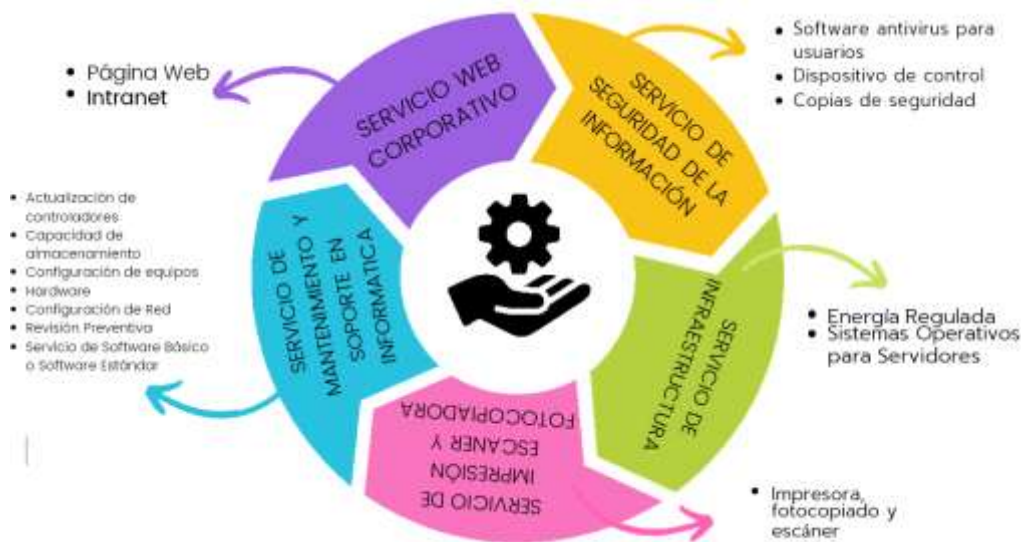 SERVICIO WEB
CORPORATIVO
• Página Web
• Intranet
SERVICIO DE
SEGURIDAD DE LA
INFORMACIÓN
• Software antivirus para
usuarios
• Dispositivo de control
• Copias de seguridad
SERVICIO DE
INFRAESTRUCTURA
• Energía Regulada
• Sistemas Operativos
para Servidores
SERVICIO DE
IMPRESIÓN
ESCANER Y
FOTOCOPIADORA
• Impresora,
fotocopiado y
escáner
SERVICIO DE
MANTENIMIENTO Y
SOPORTE EN
INFORMATICA
• Actualización de
controladores
• Capacidad de
almacenamiento
• Configuración de equipos
• Hardware
• Configuración de Red
• Revisión Preventiva
• Servicio de Software Básico
o Software Estándar